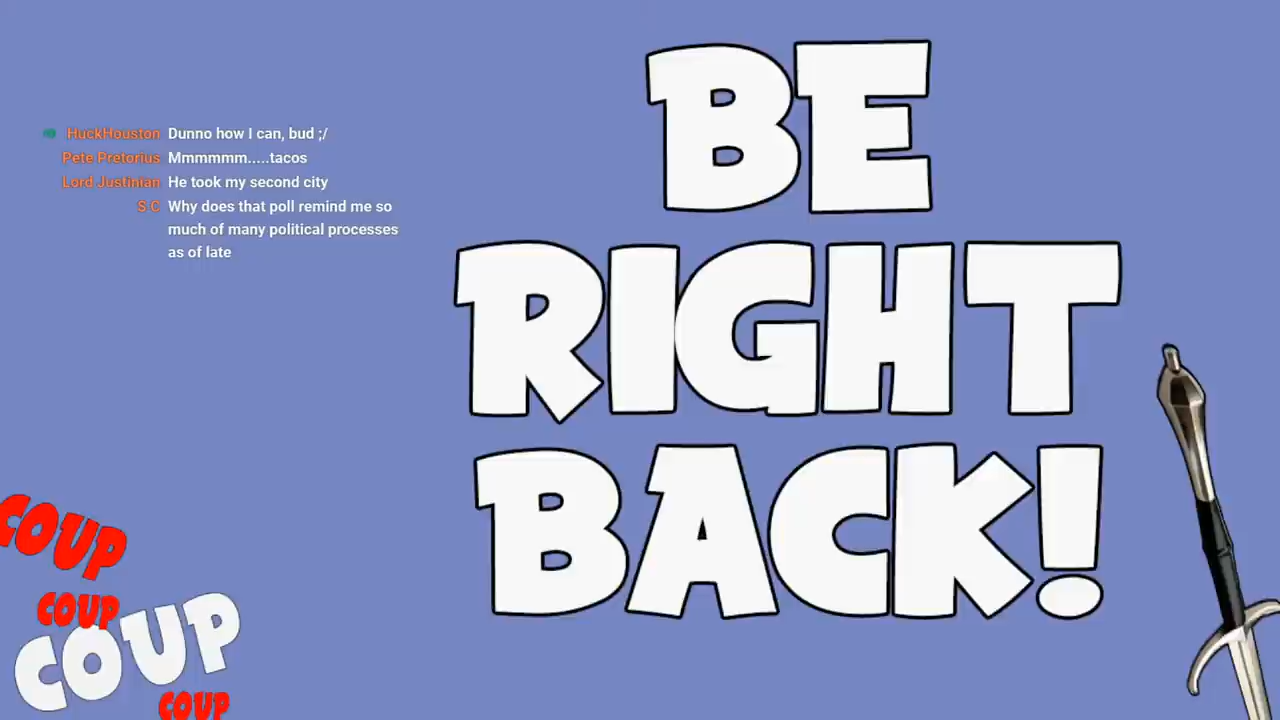 BE
RIGHT
BACK!
HuckHouston Dunno how I can, bud ;/
Pete Pretorius Mmmmmm.....tacos
Lord Justinian He took my second city
S C Why does that poll remind me so
much of many political processes
as of late
COUP
COUP
COUP
COUP